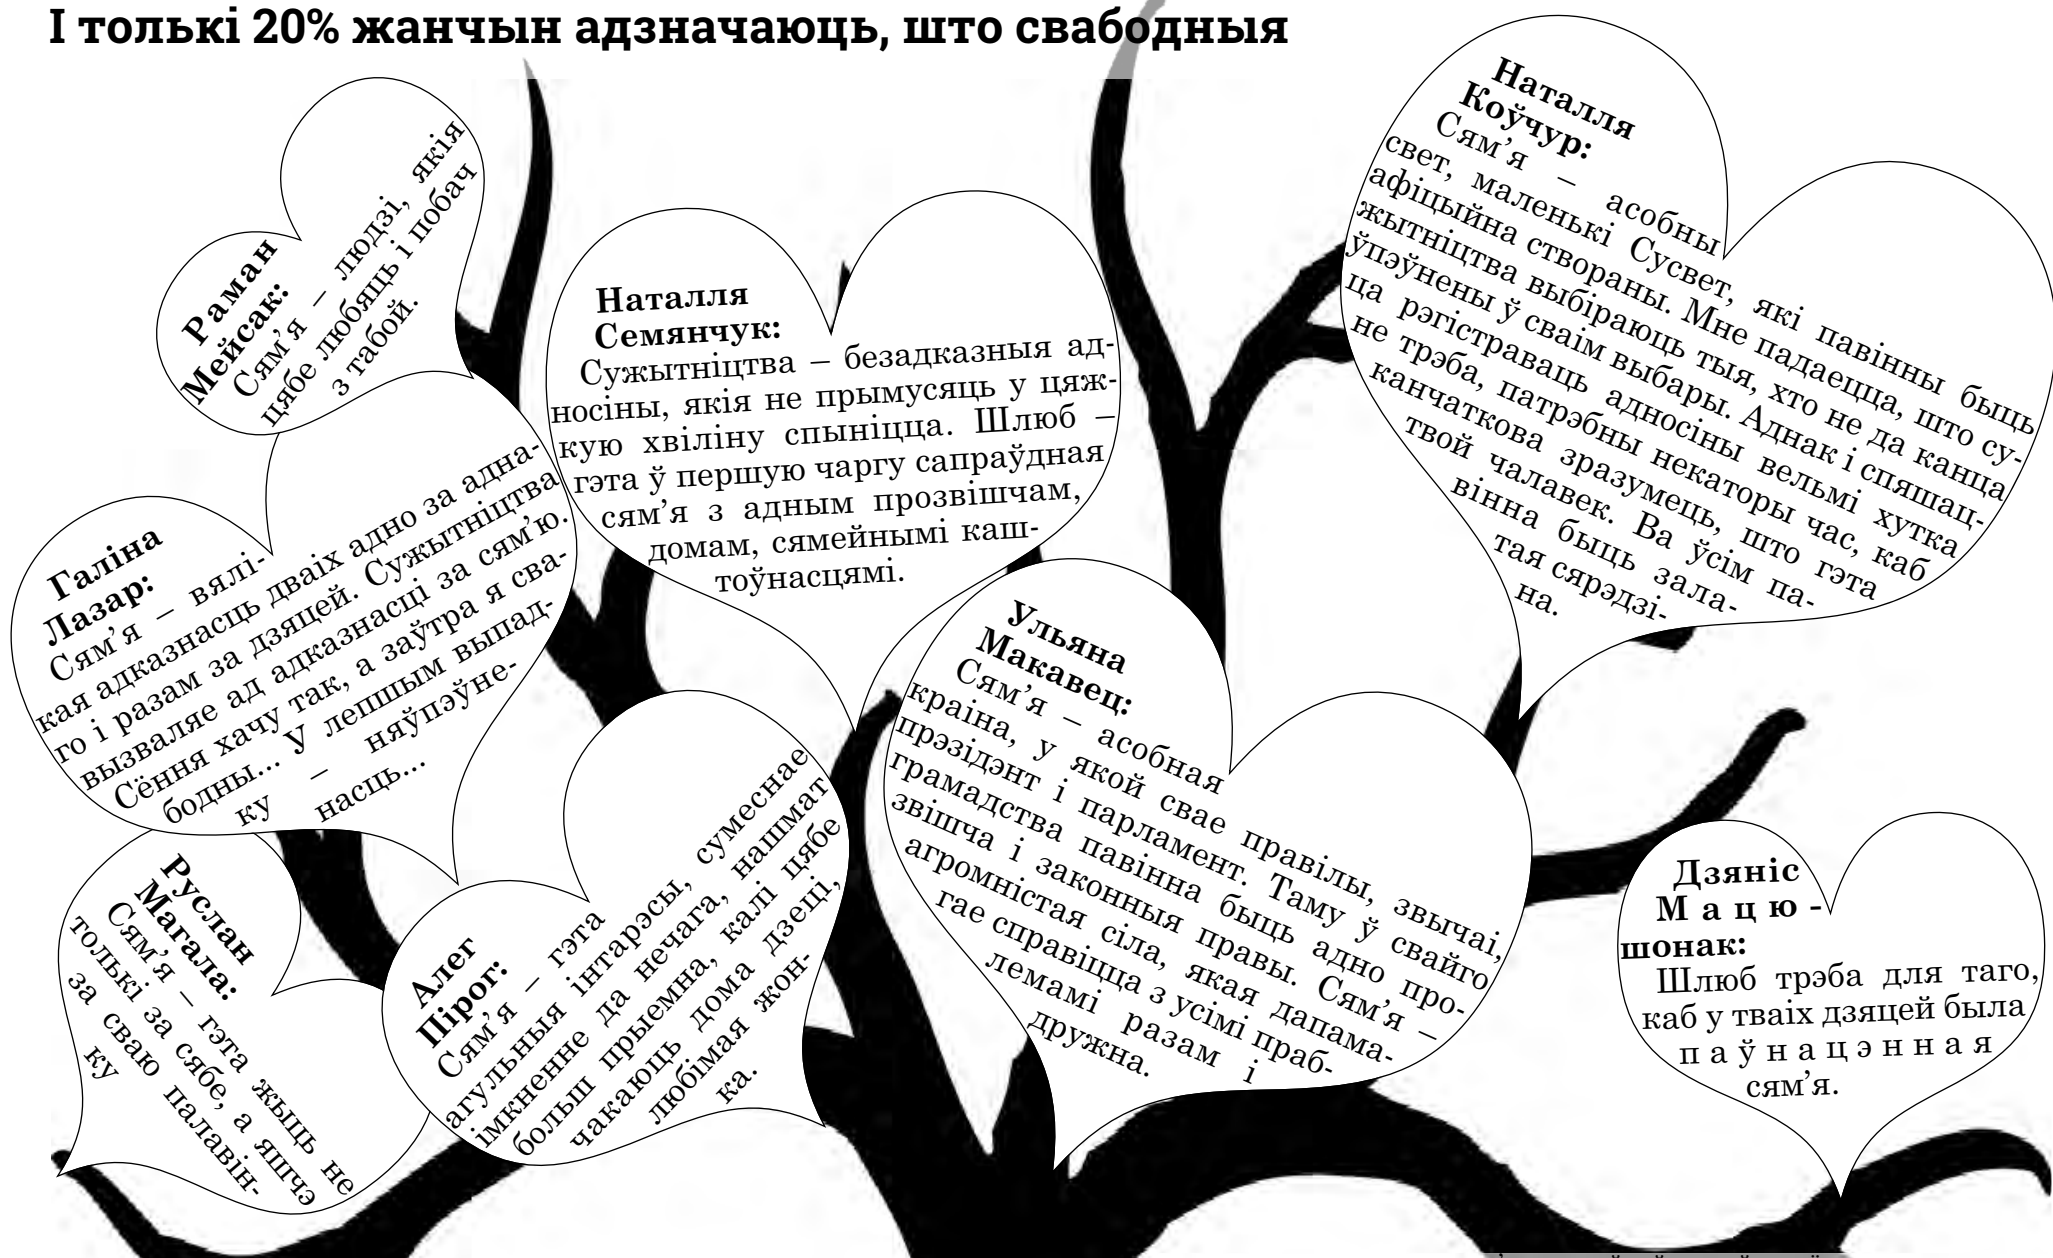 І толькі 20% жанчын адзначаюць, што свабодныя
Раман
Мейсак:
Сям’я – людзі, якія
цябе любяць і побач
з табой.
Наталля
Семянчук:
Сужытніцтва – безадказныя ад-
носіны, якія не прымусяць у цяж-
кую хвіліну спыніцца. Шлюб –
гэта ў першую чаргу сапраўдная
сям’я з адным прозвішчам,
домам, сямейнымі каш-
тоўнасцямі.
Наталля
Коўчур:
Сям’я – асобны
свет, маленькі Сусвет, які павінны быць
афіцыйна створаны. Мне падаецца, што су-
жытніцтва выбіраюць тыя, хто не да канца
ўпэўнены ў сваім выбары. Аднак і спяшац-
ца рэгістраваць адносіны вельмі хутка
не трэба, патрэбны некаторы час, каб
канчаткова зразумець, што гэта
твой чалавек. Ва ўсім па-
вінна быць зала-
тая сярэдзі-
на.
Галіна
Лазар:
Сям’я – вялі-
кая адказнасць дваіх адно за адна-
го і разам за дзяцей. Сужытніцтва
вызваляе ад адказнасці за сям’ю.
Сёння хачу так, а заўтра я сва-
бодны... У лепшым выпад-
ку – няўпэўне-
насць...
Ульяна
Макавец:
Сям’я – асобная
краіна, у якой свае правілы, звычаі,
прэзідэнт і парламент. Таму ў свайго
грамадства павінна быць адно про-
звішча і законныя правы. Сям’я –
агромністая сіла, якая дапама-
гае справіцца з усімі праб-
лемамі разам і
дружна.
Руслан
Магала:
Сям’я – гэта жыць не
толькі за сябе, а яшчэ
за сваю палавін-
ку
Алег
Пірог:
Сям’я – гэта
агульныя інтарэсы, сумеснае
імкненне да нечага, нашмат
больш прыемна, калі цябе
чакаюць дома дзеці,
любімая жон-
ка.
Дзяніс
Мацю-
шонак:
Шлюб трэба для таго,
каб у тваіх дзяцей была
паўнацэнная
сям’я.